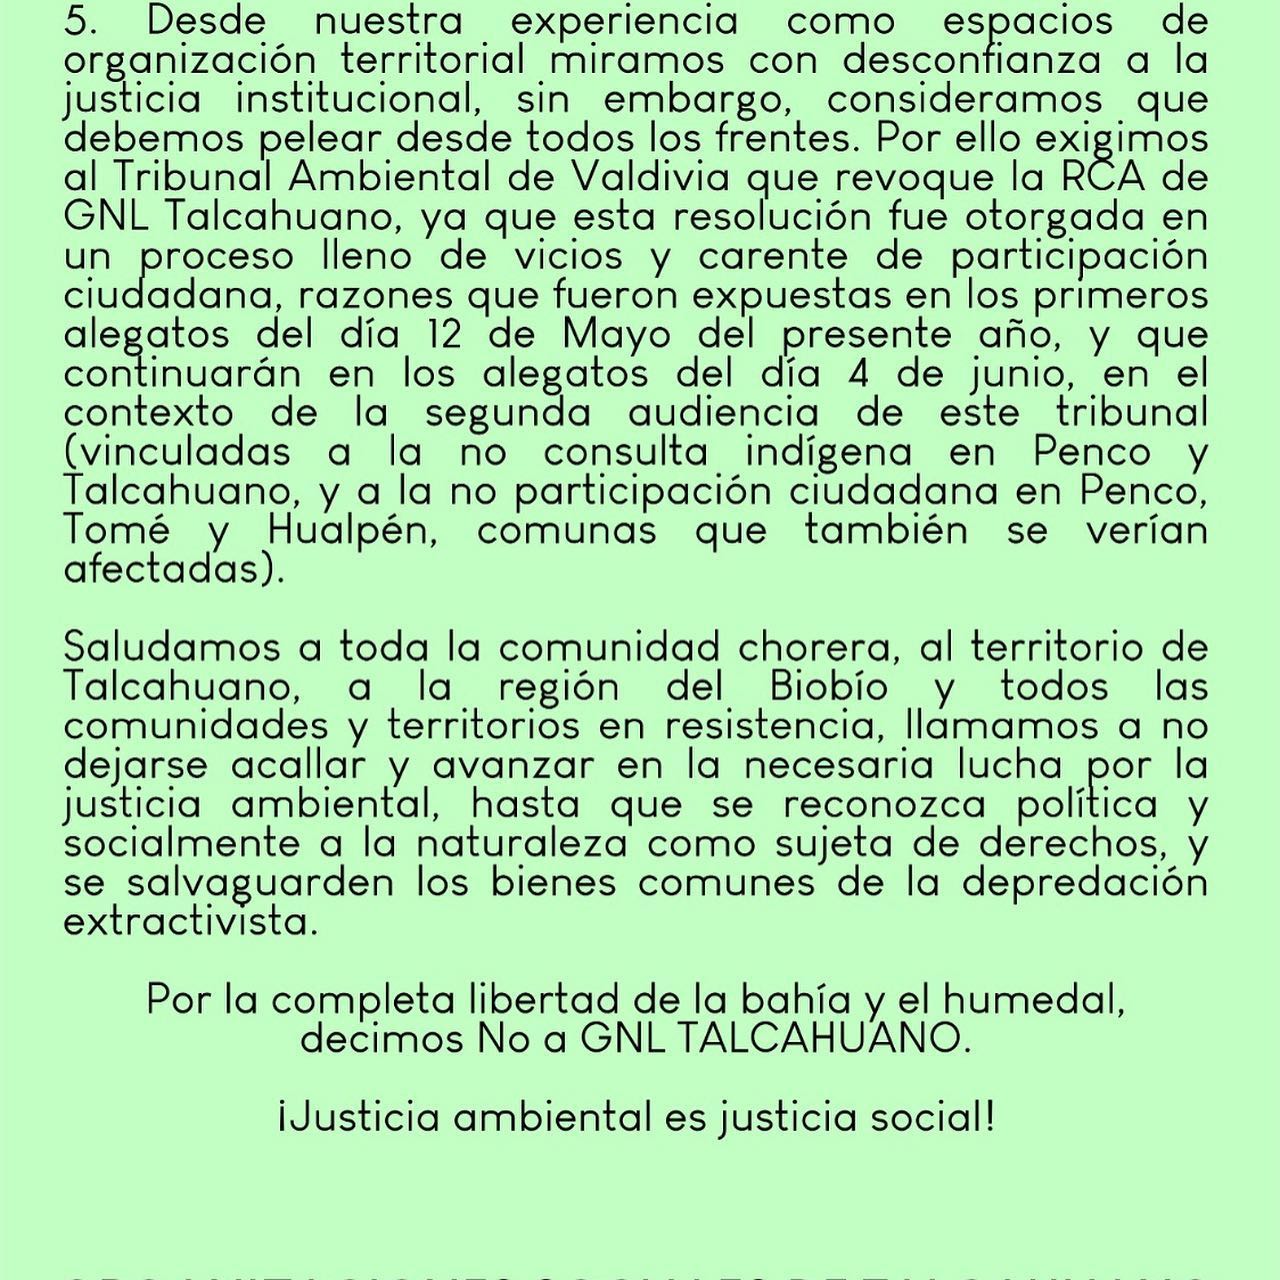 5. Desde nuestra experiencia como espacios de
organización territorial miramos con desconfianza a la
justicia institucional, sin embargo, consideramos que
debemos pelear desde todos los frentes. Por ello exigimos
al Tribunal Ambiental de Valdivia que revoque la RCA de
GNL Talcahuano, ya que esta resolución fue otorgada en
un proceso lleno de vicios y carente de participación
ciudadana, razones que fueron expuestas en los primeros
alegatos del día 12 de Mayo del presente año, y que
continuarán en los alegatos del día 4 de junio, en el
contexto de la segunda audiencia de este tribunal
(vinculadas a la no consulta indígena en Penco y
Talcahuano, y a la no participación ciudadana en Penco,
Tomé y Hualpén, comunas que también se verían
afectadas).
Saludamos a toda la comunidad chorera, al territorio de
Talcahuano, a la región del Biobío y todos las
comunidades y territorios en resistencia, llamamos a no
dejarse acallar y avanzar en la necesaria lucha por la
justicia ambiental, hasta que se reconozca política y
socialmente a la naturaleza como sujeta de derechos, y
se salvaguarden los bienes comunes de la depredación
extractivista.
Por la completa libertad de la bahía y el humedal,
decimos No a GNL TALCAHUANO.
¡Justicia ambiental es justicia social!